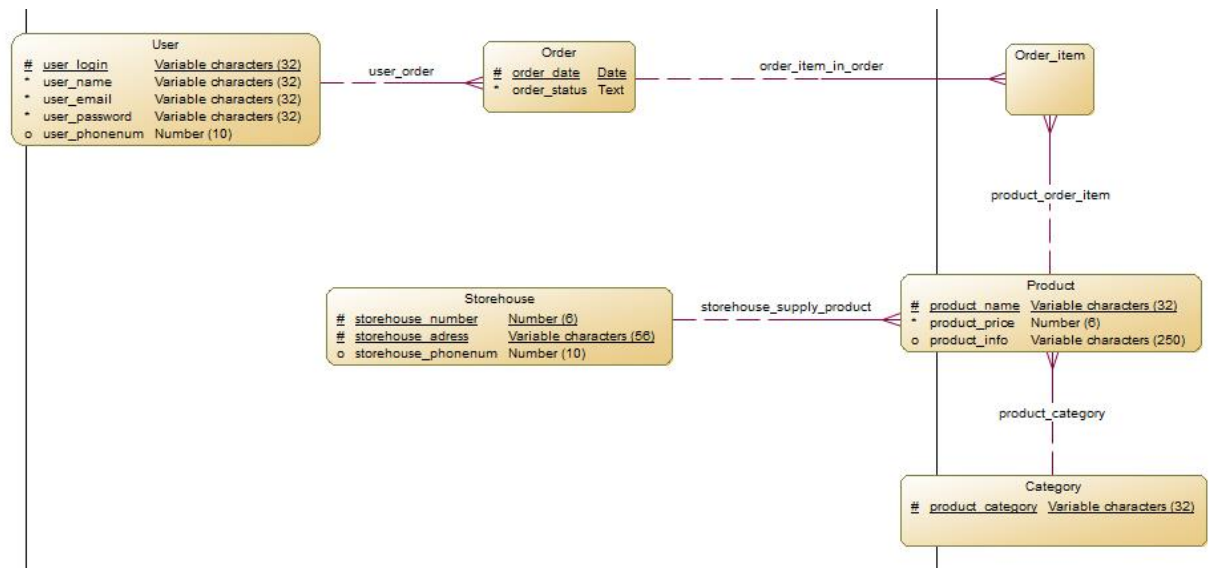 User
# user_login Variable characters (32)
* user_name Variable characters (32)
* user_email Variable characters (32)
* user_password Variable characters (32)
o user_phonenum Number (10)
user_order
Order
# order_date Date
* order_status Text
order_item_in_order
Order_item
product_order_item
Storehouse
# storehouse_number Number (6)
# storehouse_adress Variable characters (56)
o storehouse_phonenum Number (10)
storehouse_supply_product
Product
# product_name Variable characters (32)
* product_price Number (6)
o product_info Variable characters (250)
product_category
Category
# product_category Variable characters (32)